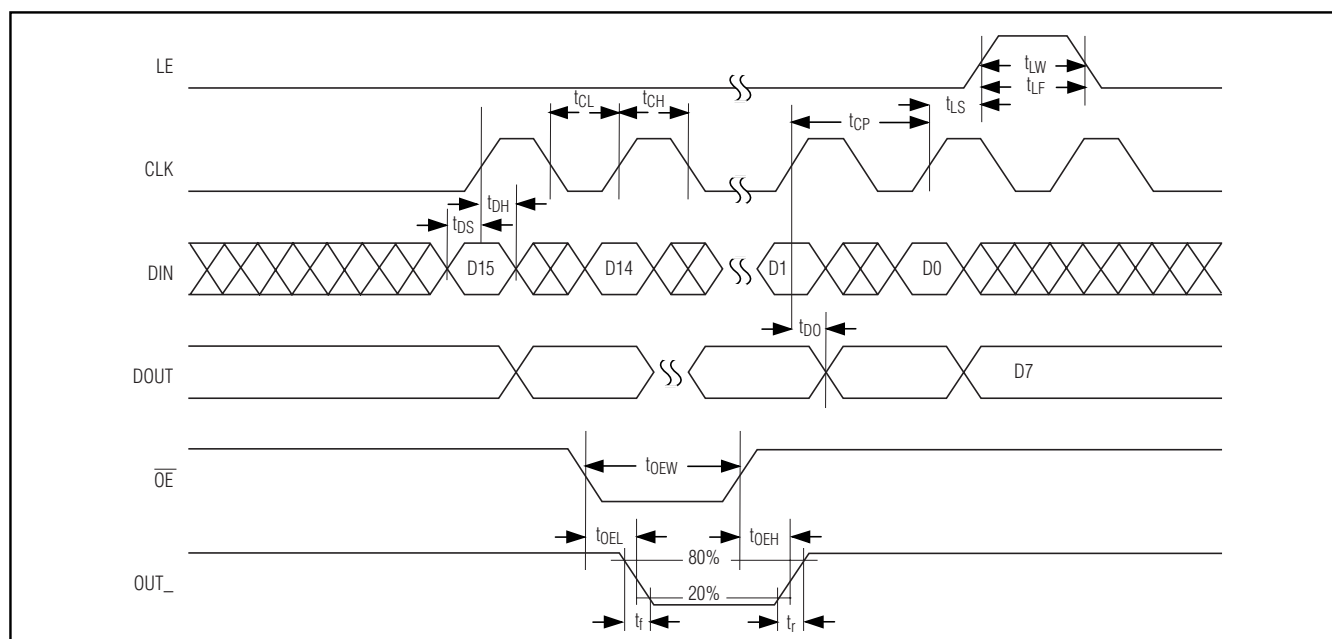 LE
tLW
tLF
tCL
tCH
tLS
tCP
CLK
tDH
tDS
DIN
D15
D14
D1
D0
tDO
DOUT
D7
OE
tOEW
tOEL
tOEH
80%
OUT_
20%
tf
tr